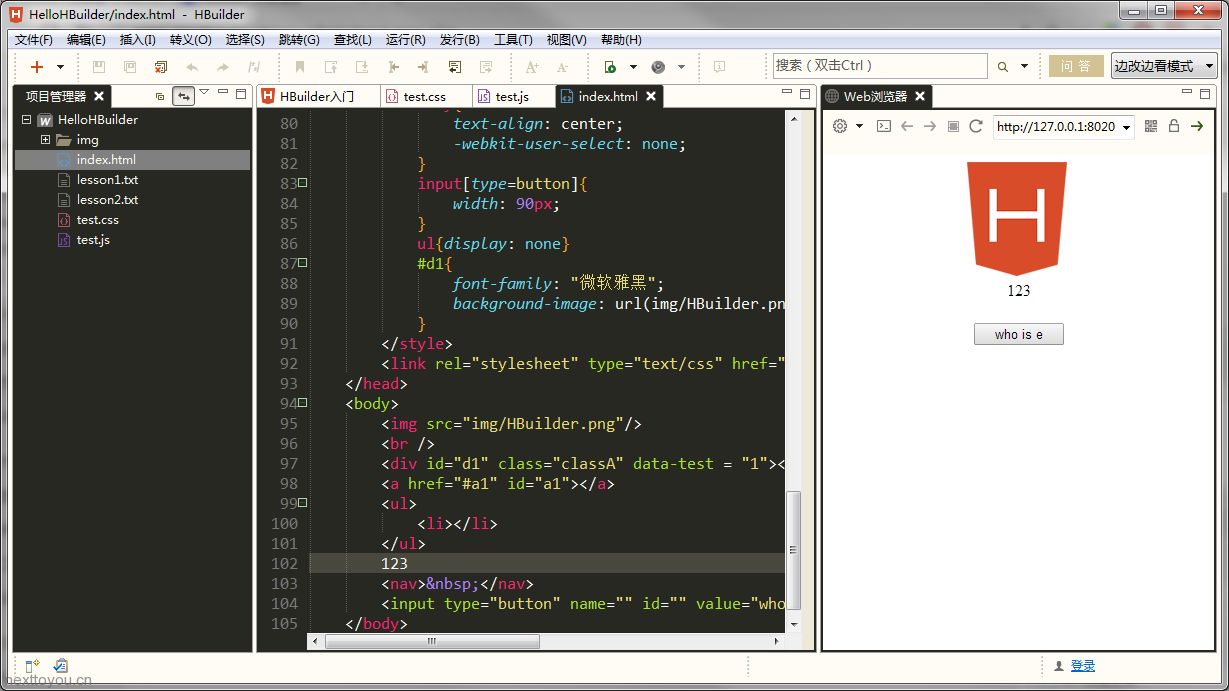 HelloHBuilder/index.html - HBuilder
文件(F) 编辑(E) 插入(I) 转义(O) 选择(S) 跳转(G) 查找(L) 运行(R) 发行(B) 工具(T) 视图(V) 帮助(H)
搜索（双击Ctrl） 问 答 边改边看模式
项目管理器
HelloHBuilder
img
index.html
lesson1.txt
lesson2.txt
test.css
test.js
HBuilder入门 test.css test.js index.html
80 text-align: center;
81 -webkit-user-select: none;
82 }
83 input[type=button]{
84 width: 90px;
85 }
86 ul{display: none}
87 #d1{
88 font-family: "微软雅黑";
89 background-image: url(img/HBuilder.pn
90 }
91 </style>
92 <link rel="stylesheet" type="text/css" href="
93 </head>
94 <body>
95 <img src="img/HBuilder.png"/>
96 <br />
97 <div id="d1" class="classA" data-test = "1"><
98 <a href="#a1" id="a1"></a>
99 <ul>
100 <li></li>
101 </ul>
102 123
103 <nav>&nbsp;</nav>
104 <input type="button" name="" id="" value="who
105 </body>
Web浏览器
http://127.0.0.1:8020
H
123
who is e
登录
nexttoyou.cn